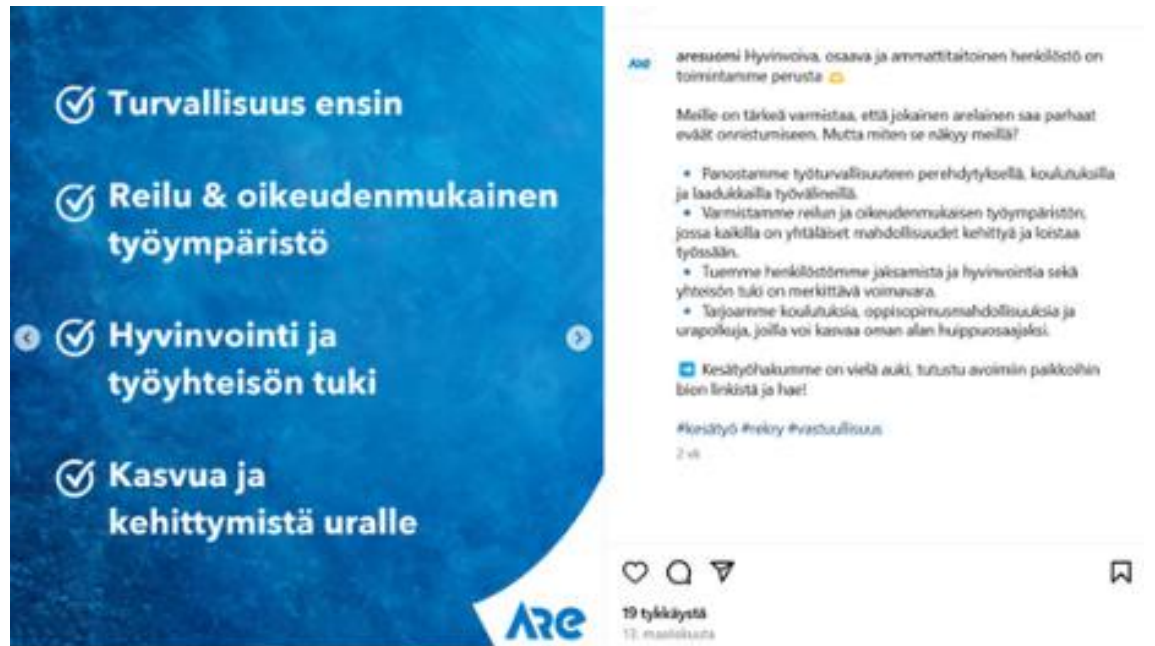 Turvallisuus ensin
Reilu & oikeudenmukainen
työympäristö
Hyvinvointi ja
työyhteisön tuki
Kasvua ja
kehittymistä uralle
Are
Are
aresuomi Hyvinvoiva, osaava ja ammattitaitoinen henkilöstö on
toimintamme perusta
Meille on tärkeä varmistaa, että jokainen arelainen saa parhaat
eväät onnistumiseen. Mutta miten se näkyy meillä?
Panostamme työturvallisuuteen perehdytyksellä, koulutuksilla
ja laadukkailla työvälineillä.
Varmistamme reilun ja oikeudenmukaisen työympäristön,
jossa kaikilla on yhtäläiset mahdollisuudet kehittyä ja loistaa
työssään.
Tuemme henkilöstömme jaksamista ja hyvinvointia sekä
yhteisön tuki on merkittävä voimavara.
Tarjoamme koulutuksia, oppisopimusmahdollisuuksia ja
urapolkuja, joilla voi kasvaa oman alan huippuosaajaksi.
Kesätyöhakumme on vielä auki, tutustu avoimiin paikkoihin
bion linkistä ja hae!
#kesätyö #rekry #vastuullisuus
2 vk
19 tykkäystä
13. maaliskuuta